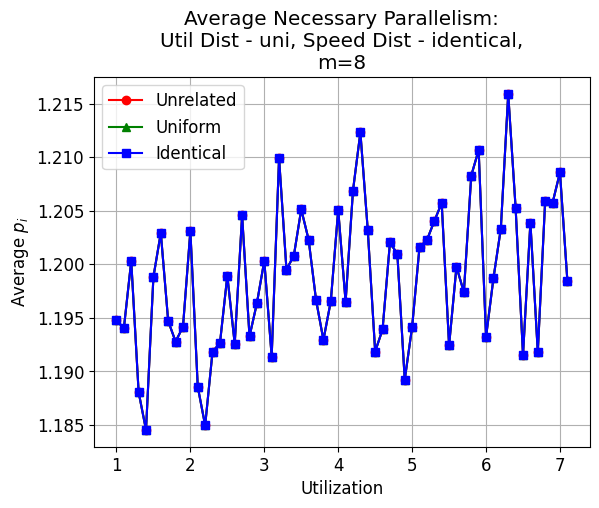 Average Necessary Parallelism:
Util Dist - uni, Speed Dist - identical,
m=8
Unrelated
Uniform
Identical
1.215
1.210
1.205
1.200
1.195
1.190
1.185
Average pᵢ
1 2 3 4 5 6 7
Utilization